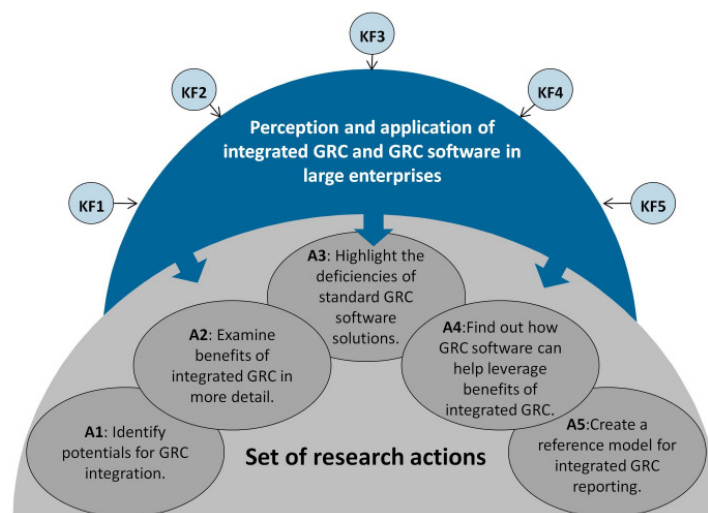 KF3
KF2
KF4
Perception and application of
integrated GRC and GRC software in
large enterprises
KF1
KF5
A3: Highlight the
deficiencies of
standard GRC
software
solutions.
A2: Examine
benefits of
integrated GRC in
more detail.
A4:Find out how
GRC software can
help leverage
benefits of
integrated GRC.
A1: Identify
potentials for GRC
integration.
A5:Create a
reference model for
integrated GRC
reporting.
Set of research actions